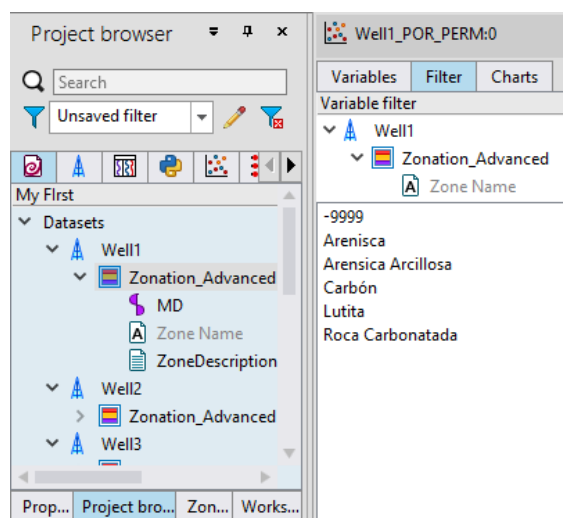 Project browser
Search
Unsaved filter
My FIrst
Datasets
Well1
Zonation_Advanced
MD
A Zone Name
ZoneDescription
Well2
Zonation_Advanced
Well3
Prop...
Project bro...
Zon...
Works...
Well1_POR_PERM:0
Variables
Filter
Charts
Variable filter
Well1
Zonation_Advanced
A Zone Name
-9999
Arenisca
Arensica Arcillosa
Carbón
Lutita
Roca Carbonatada